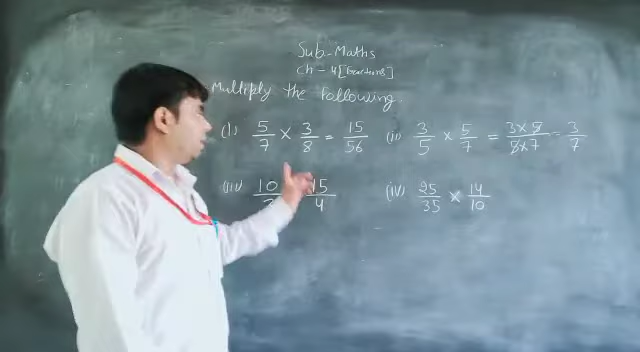 Sub-Maths
Ch-4 [Fractions]
Multiply the following.
(i) 5/7 × 3/8 = 15/56 (ii) 3/5 × 5/7 = 3×5/5×7 = 3/7
(iii) 10/ 15/4 (iv) 25/35 × 14/10